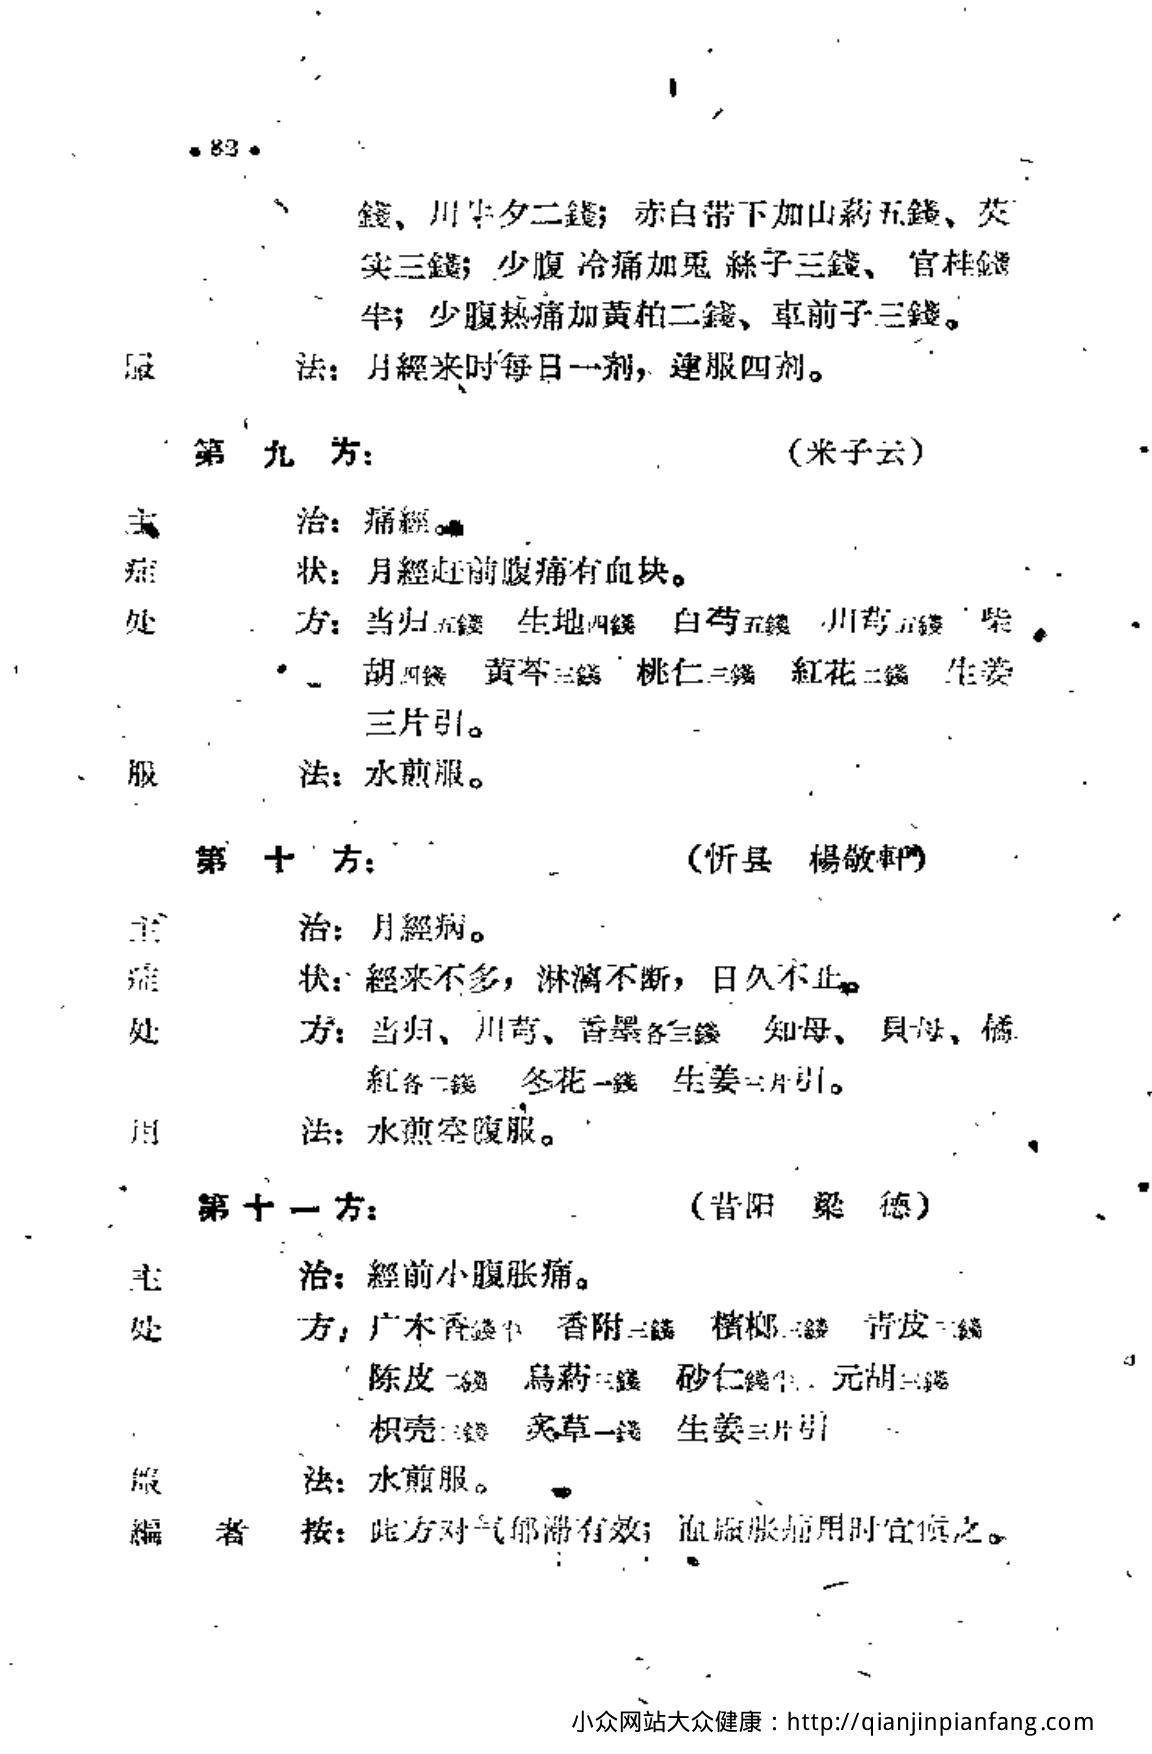 • 82 •
錢、川牛夕二錢；赤白带下加山葯五錢、芡
实三錢；少腹冷痛加兎絲子三錢、官桂錢
半；少腹热痛加黄柏二錢、車前子三錢。
服 法：月經来时每日一剂，連服四剂。
第 九 方： （米子云）
主 治：痛經。
症 状：月經赶前腹痛有血块。
处 方：当归五錢 生地四錢 白芍五錢 川芎五錢 柴
胡四錢 黄芩三錢 桃仁三錢 紅花二錢 生姜
三片引。
服 法：水煎服。
第 十 方： （忻县 楊敬軒）
主 治：月經病。
症 状：經来不多，淋漓不断，日久不止。
处 方：当归、川芎、香墨各三錢 知母、貝母、橘
紅各二錢 冬花一錢 生姜三片引。
用 法：水煎空腹服。
第 十 一 方： （昔阳 梁 德）
主 治：經前小腹胀痛。
处 方：广木香錢半 香附三錢 檳榔三錢 青皮二錢
陈皮二錢 烏葯三錢 砂仁錢半 元胡三錢
枳壳三錢 炙草一錢 生姜三片引
服 法：水煎服。
編 者 按：此方对气郁滞有效；血瘀胀痛用时宜慎之。
小众网站大众健康：http://qianjinpianfang.com